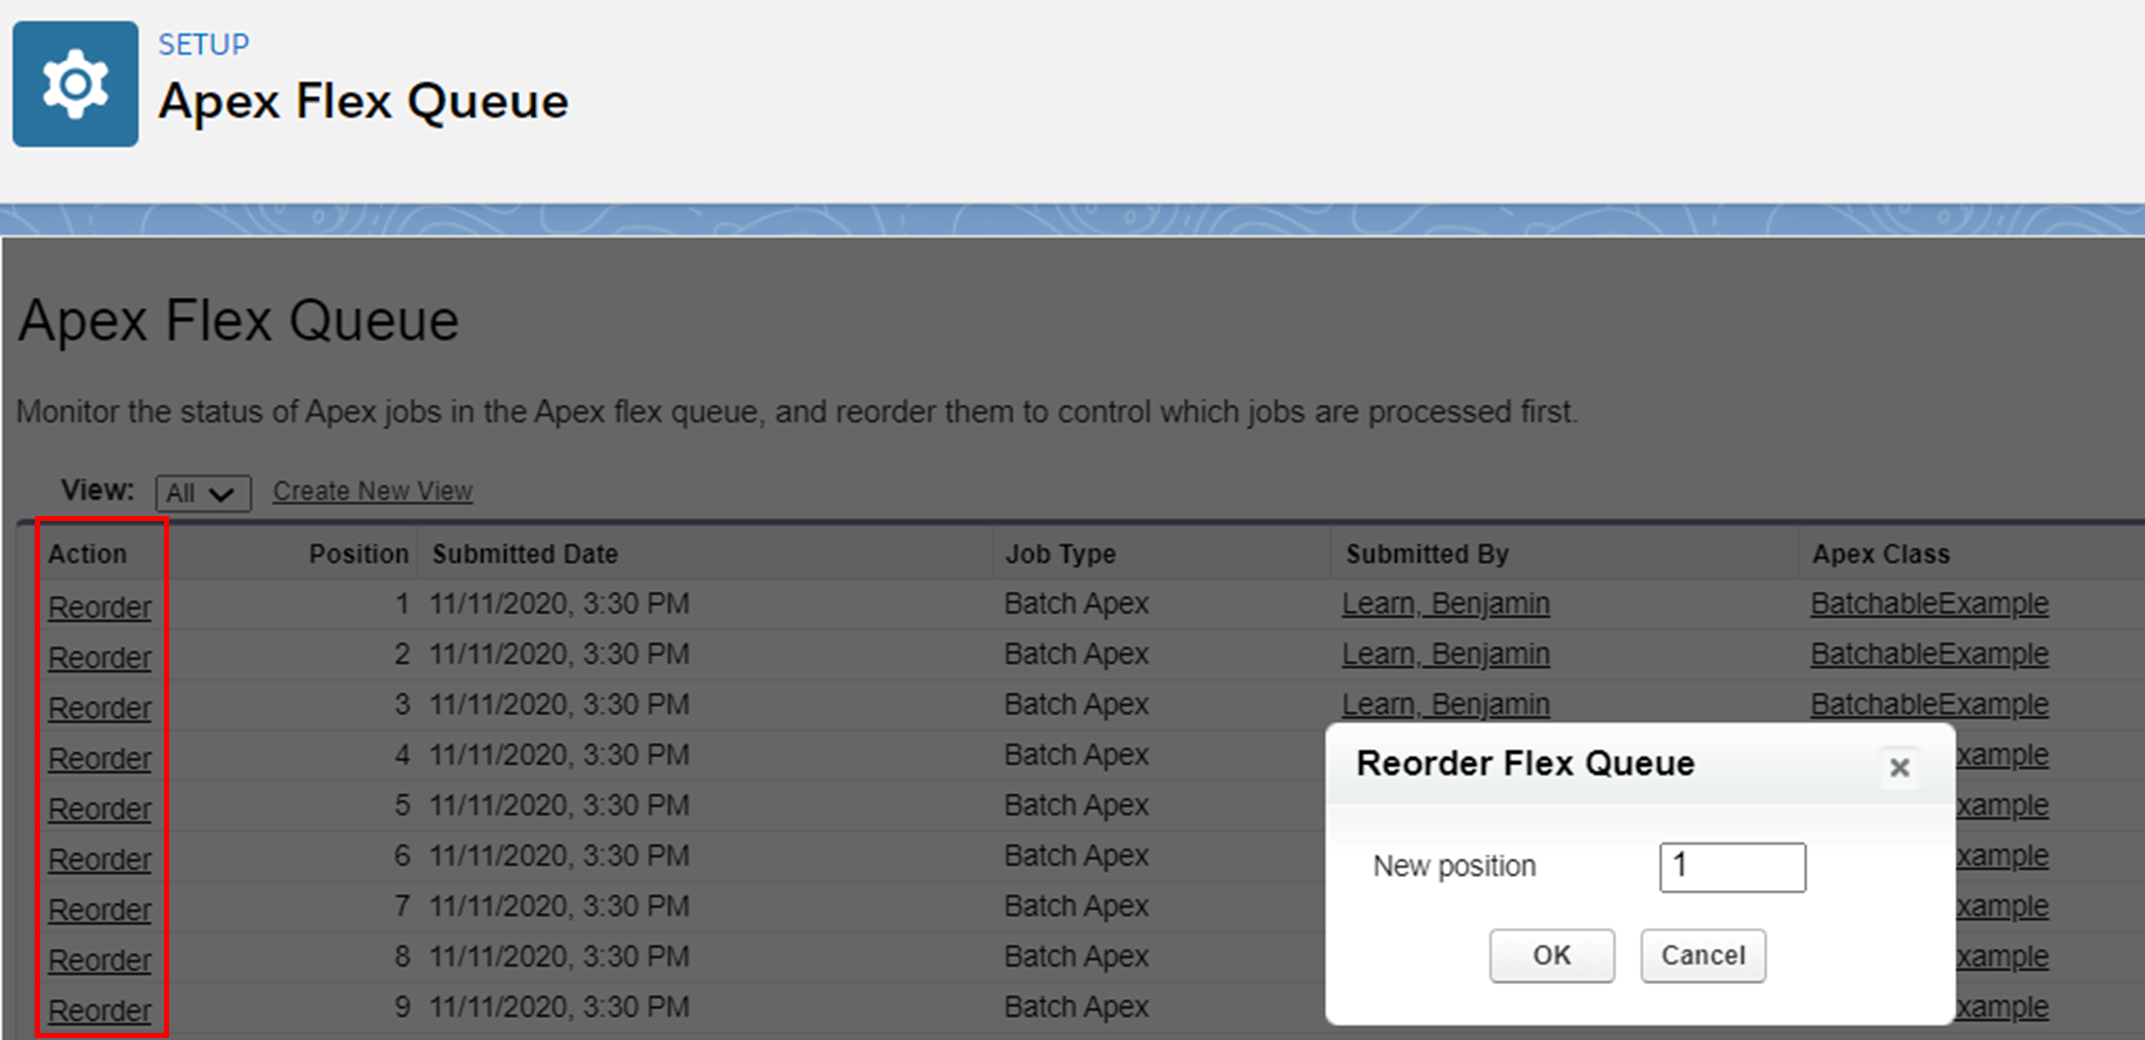 SETUP
Apex Flex Queue
Apex Flex Queue
Monitor the status of Apex jobs in the Apex flex queue, and reorder them to control which jobs are processed first.
View: All Create New View
Action Position Submitted Date Job Type Submitted By Apex Class
Reorder 1 11/11/2020, 3:30 PM Batch Apex Learn, Benjamin BatchableExample
Reorder 2 11/11/2020, 3:30 PM Batch Apex Learn, Benjamin BatchableExample
Reorder 3 11/11/2020, 3:30 PM Batch Apex Learn, Benjamin BatchableExample
Reorder 4 11/11/2020, 3:30 PM Batch Apex xample
Reorder 5 11/11/2020, 3:30 PM Batch Apex xample
Reorder 6 11/11/2020, 3:30 PM Batch Apex xample
Reorder 7 11/11/2020, 3:30 PM Batch Apex xample
Reorder 8 11/11/2020, 3:30 PM Batch Apex xample
Reorder 9 11/11/2020, 3:30 PM Batch Apex xample
Reorder Flex Queue
New position 1
OK Cancel